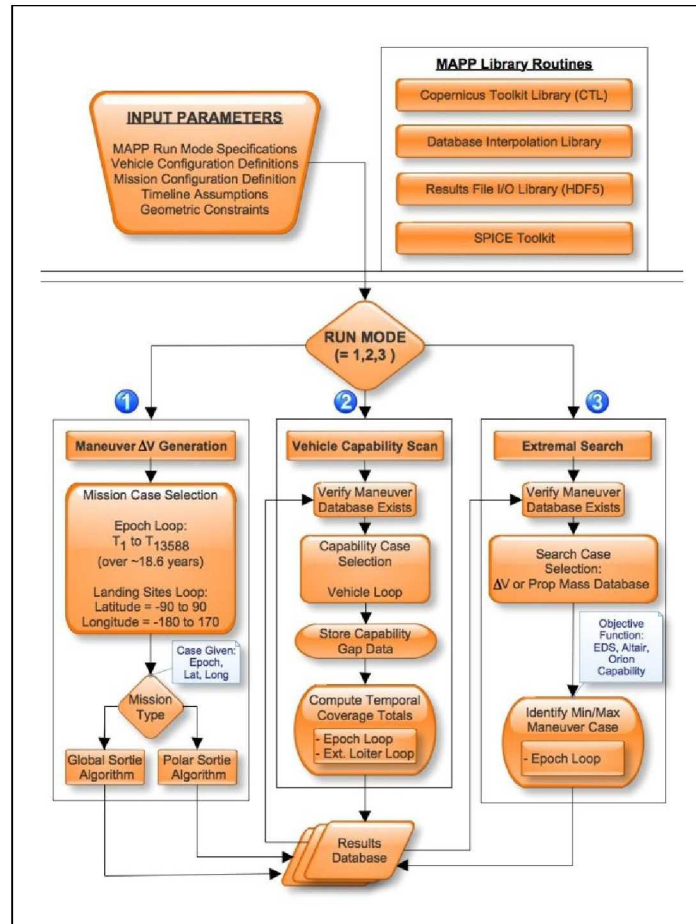 INPUT PARAMETERS
MAPP Run Mode Specifications
Vehicle Configuration Definitions
Mission Configuration Definition
Timeline Assumptions
Geometric Constraints
MAPP Library Routines
Copernicus Toolkit Library (CTL)
Database Interpolation Library
Results File I/O Library (HDF5)
SPICE Toolkit
RUN MODE
(= 1,2,3 )
1
Maneuver ΔV Generation
Mission Case Selection
Epoch Loop:
T1 to T13588
(over ~18.6 years)
Landing Sites Loop:
Latitude = -90 to 90
Longitude = -180 to 170
Case Given:
Epoch,
Lat, Long
Mission
Type
Global Sortie
Algorithm
Polar Sortie
Algorithm
2
Vehicle Capability Scan
Verify Maneuver
Database Exists
Capability Case
Selection
Vehicle Loop
Store Capability
Gap Data
Compute Temporal
Coverage Totals
- Epoch Loop
- Ext. Loiter Loop
3
Extremal Search
Verify Maneuver
Database Exists
Search Case
Selection:
ΔV or Prop Mass Database
Objective
Function:
EDS, Altair,
Orion
Capability
Identify Min/Max
Maneuver Case
- Epoch Loop
Results
Database